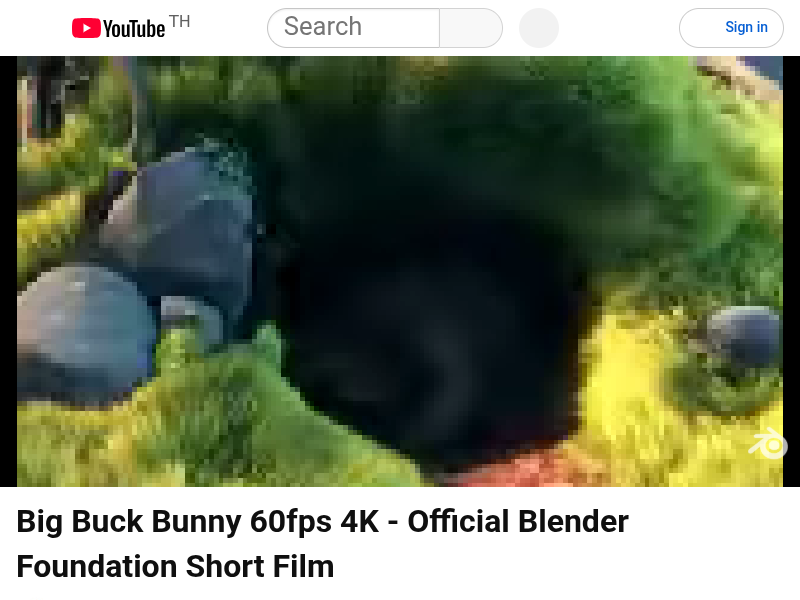 YouTube TH
Search
Sign in
Big Buck Bunny 60fps 4K - Official Blender
Foundation Short Film